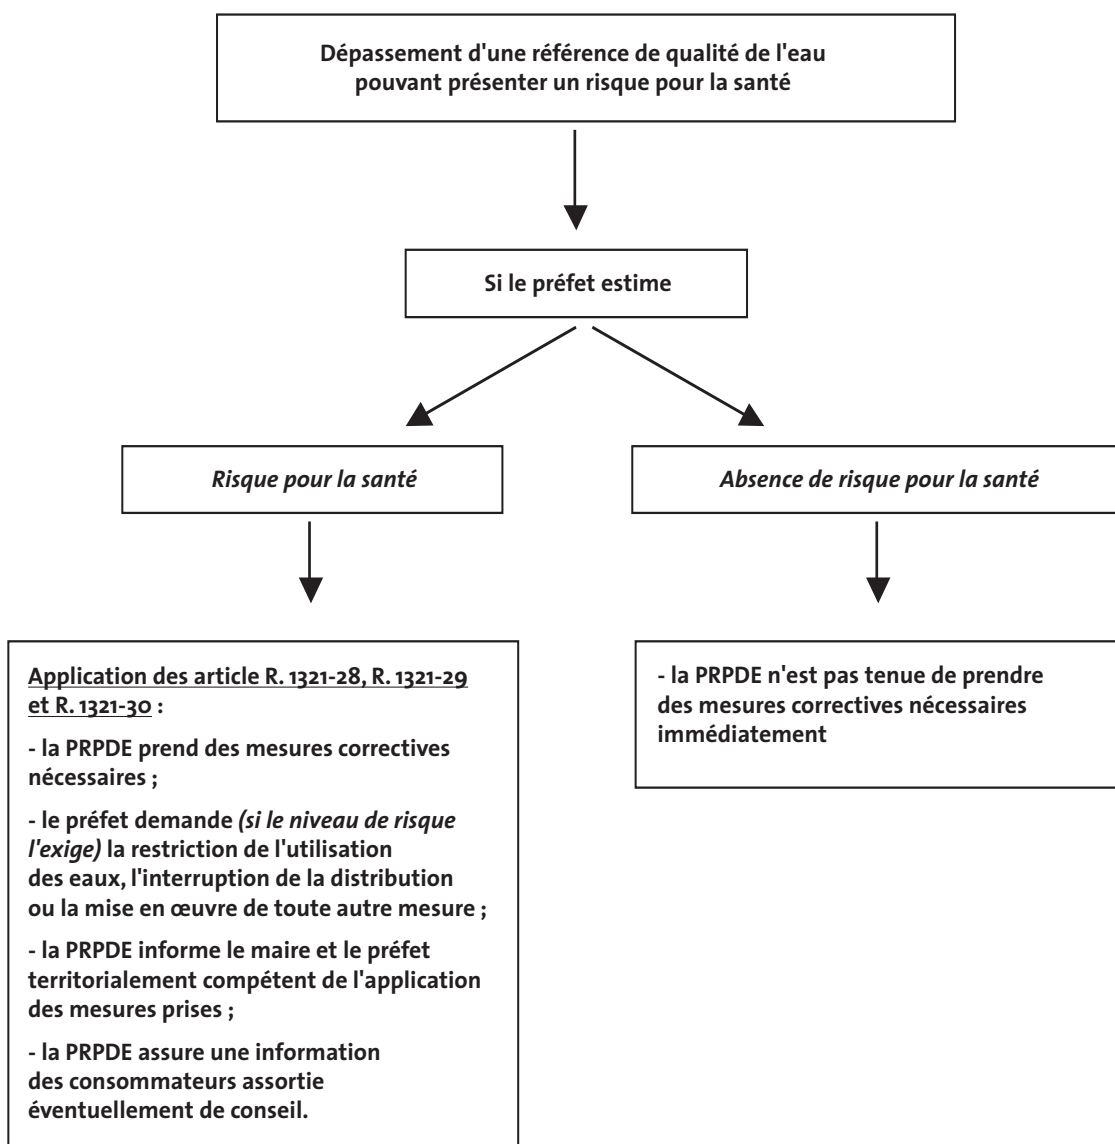 Dépassement d'une référence de qualité de l'eau
pouvant présenter un risque pour la santé
Si le préfet estime
Risque pour la santé
Absence de risque pour la santé
Application des article R. 1321-28, R. 1321-29
et R. 1321-30 :
- la PRPDE prend des mesures correctives
nécessaires ;
- le préfet demande (si le niveau de risque
l'exige) la restriction de l'utilisation
des eaux, l'interruption de la distribution
ou la mise en œuvre de toute autre mesure ;
- la PRPDE informe le maire et le préfet
territorialement compétent de l'application
des mesures prises ;
- la PRPDE assure une information
des consommateurs assortie
éventuellement de conseil.
- la PRPDE n'est pas tenue de prendre
des mesures correctives nécessaires
immédiatement